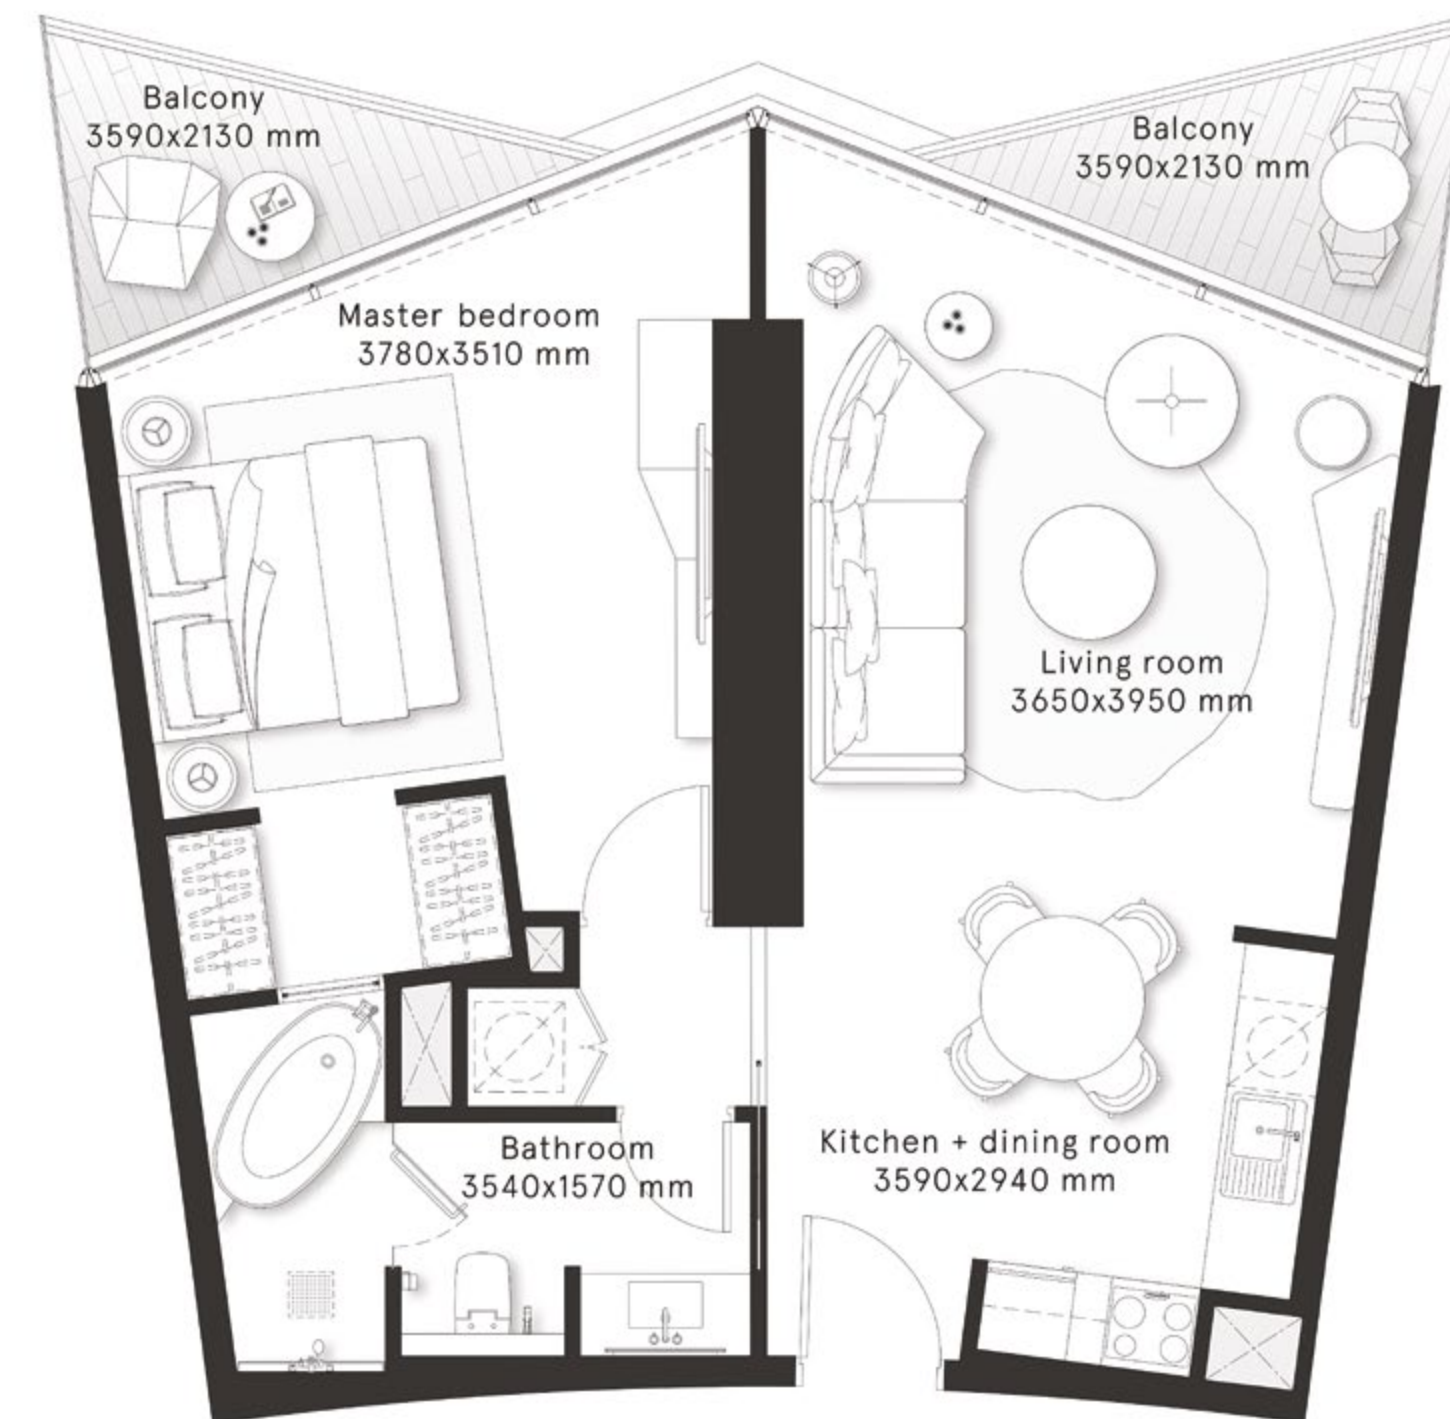 Balcony
3590x2130 mm
Balcony
3590x2130 mm
Master bedroom
3780x3510 mm
Living room
3650x3950 mm
Kitchen + dining room
3590x2940 mm
Bathroom
3540x1570 mm